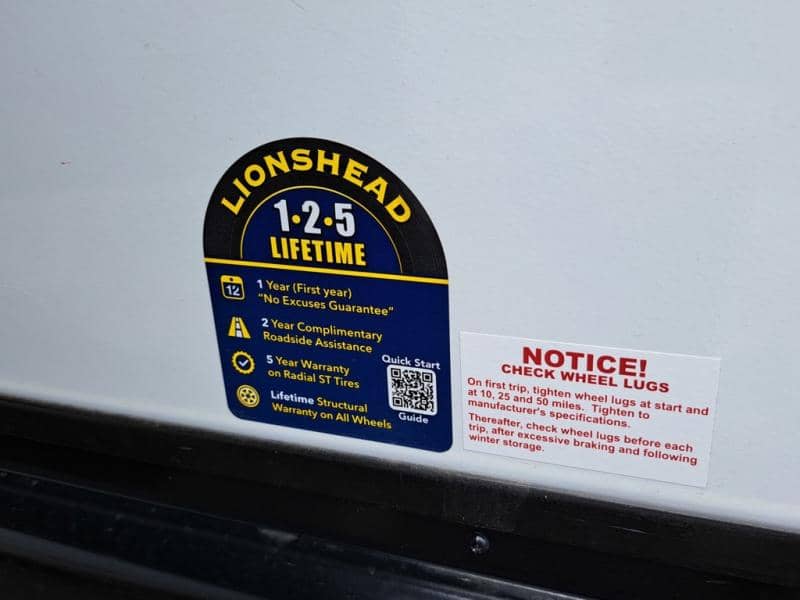 LIONSHEAD
1·2·5
LIFETIME
12
1 Year (First year)
"No Excuses Guarantee"
2 Year Complimentary
Roadside Assistance
5 Year Warranty
on Radial ST Tires
Lifetime Structural
Warranty on All Wheels
Quick Start
Guide
NOTICE!
CHECK WHEEL LUGS
On first trip, tighten wheel lugs at start and
at 10, 25 and 50 miles. Tighten to
manufacturer's specifications.
Thereafter, check wheel lugs before each
trip, after excessive braking and following
winter storage.